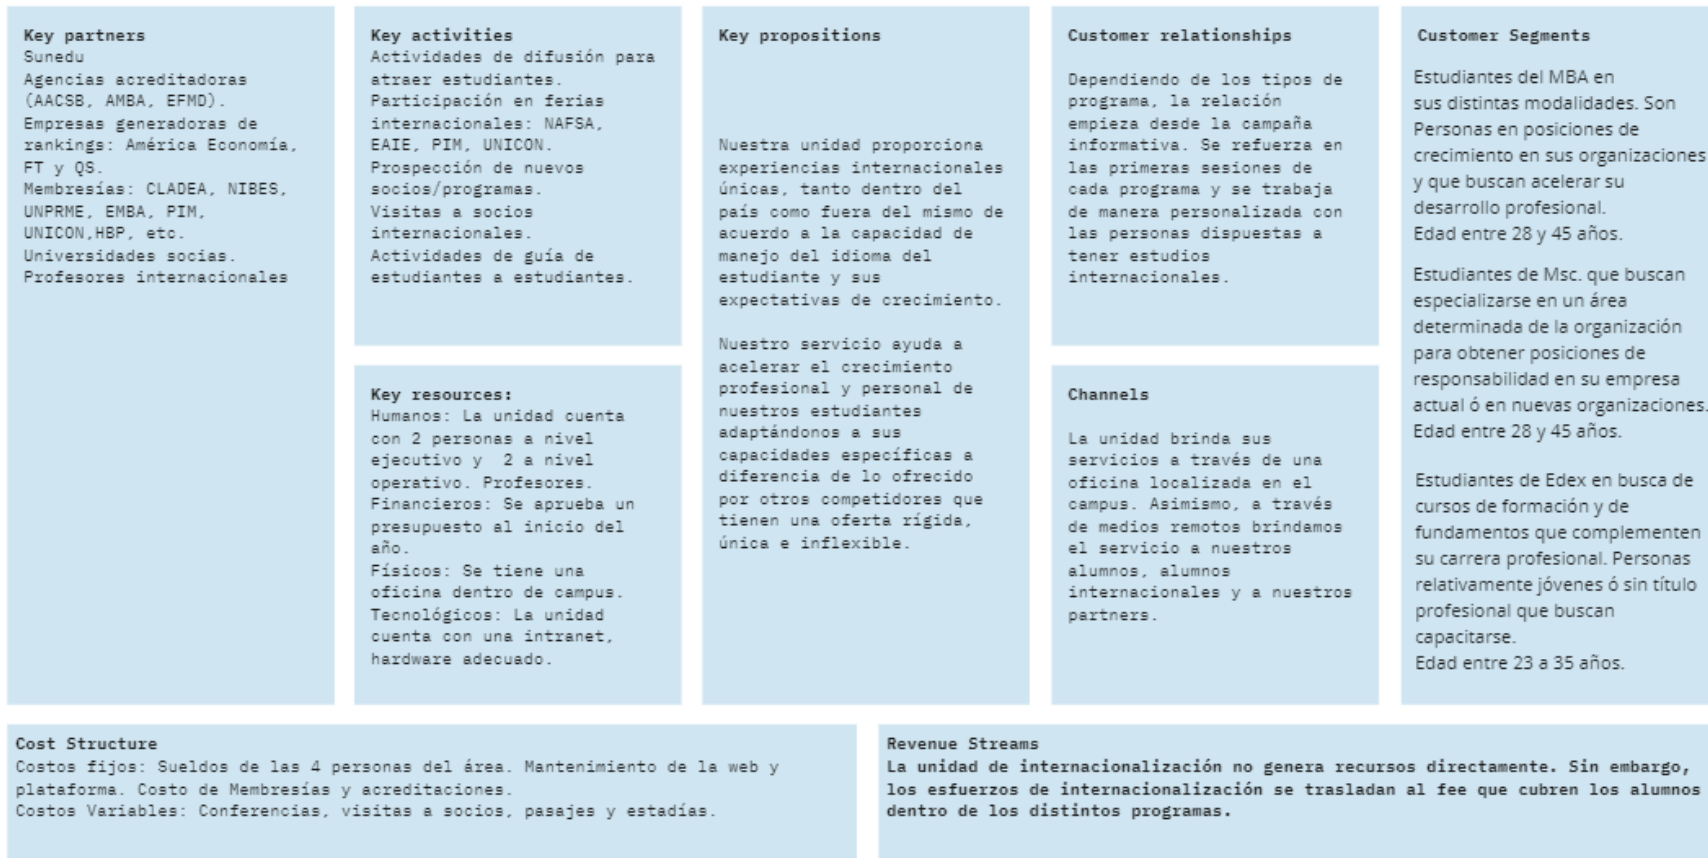 Key partners
Sunedu
Agencias acreditadoras
(AACSB, AMBA, EFMD).
Empresas generadoras de
rankings: América Economía,
FT y QS.
Membresías: CLADEA, NIBES,
UNPRME, EMBA, PIM,
UNICON,HBP, etc.
Universidades socias.
Profesores internacionales
Key activities
Actividades de difusión para
atraer estudiantes.
Participación en ferias
internacionales: NAFSA,
EAIE, PIM, UNICON.
Prospección de nuevos
socios/programas.
Visitas a socios
internacionales.
Actividades de guía de
estudiantes a estudiantes.
Key resources:
Humanos: La unidad cuenta
con 2 personas a nivel
ejecutivo y  2 a nivel
operativo. Profesores.
Financieros: Se aprueba un
presupuesto al inicio del
año.
Físicos: Se tiene una
oficina dentro de campus.
Tecnológicos: La unidad
cuenta con una intranet,
hardware adecuado.
Key propositions
Nuestra unidad proporciona
experiencias internacionales
únicas, tanto dentro del
país como fuera del mismo de
acuerdo a la capacidad de
manejo del idioma del
estudiante y sus
expectativas de crecimiento.
Nuestro servicio ayuda a
acelerar el crecimiento
profesional y personal de
nuestros estudiantes
adaptándonos a sus
capacidades específicas a
diferencia de lo ofrecido
por otros competidores que
tienen una oferta rígida,
única e inflexible.
Customer relationships
Dependiendo de los tipos de
programa, la relación
empieza desde la campaña
informativa. Se refuerza en
las primeras sesiones de
cada programa y se trabaja
de manera personalizada con
las personas dispuestas a
tener estudios
internacionales.
Channels
La unidad brinda sus
servicios a través de una
oficina localizada en el
campus. Asimismo, a través
de medios remotos brindamos
el servicio a nuestros
alumnos, alumnos
internacionales y a nuestros
partners.
Customer Segments
Estudiantes del MBA en
sus distintas modalidades. Son
Personas en posiciones de
crecimiento en sus organizaciones
y que buscan acelerar su
desarrollo profesional.
Edad entre 28 y 45 años.
Estudiantes de Msc. que buscan
especializarse en un área
determinada de la organización
para obtener posiciones de
responsabilidad en su empresa
actual ó en nuevas organizaciones.
Edad entre 28 y 45 años.
Estudiantes de Edex en busca de
cursos de formación y de
fundamentos que complementen
su carrera profesional. Personas
relativamente jóvenes ó sin título
profesional que buscan
capacitarse.
Edad entre 23 a 35 años.
Cost Structure
Costos fijos: Sueldos de las 4 personas del área. Mantenimiento de la web y
plataforma. Costo de Membresías y acreditaciones.
Costos Variables: Conferencias, visitas a socios, pasajes y estadías.
Revenue Streams
La unidad de internacionalización no genera recursos directamente. Sin embargo,
los esfuerzos de internacionalización se trasladan al fee que cubren los alumnos
dentro de los distintos programas.